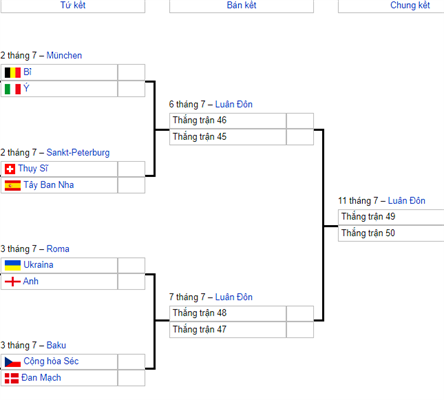 Tứ kết
Bán kết
Chung kết
2 tháng 7 – München
Bỉ
Ý
6 tháng 7 – Luân Đôn
Thắng trận 46
Thắng trận 45
2 tháng 7 – Sankt-Peterburg
Thụy Sĩ
Tây Ban Nha
11 tháng 7 – Luân Đôn
Thắng trận 49
Thắng trận 50
3 tháng 7 – Roma
Ukraina
Anh
7 tháng 7 – Luân Đôn
Thắng trận 48
Thắng trận 47
3 tháng 7 – Baku
Cộng hòa Séc
Đan Mạch